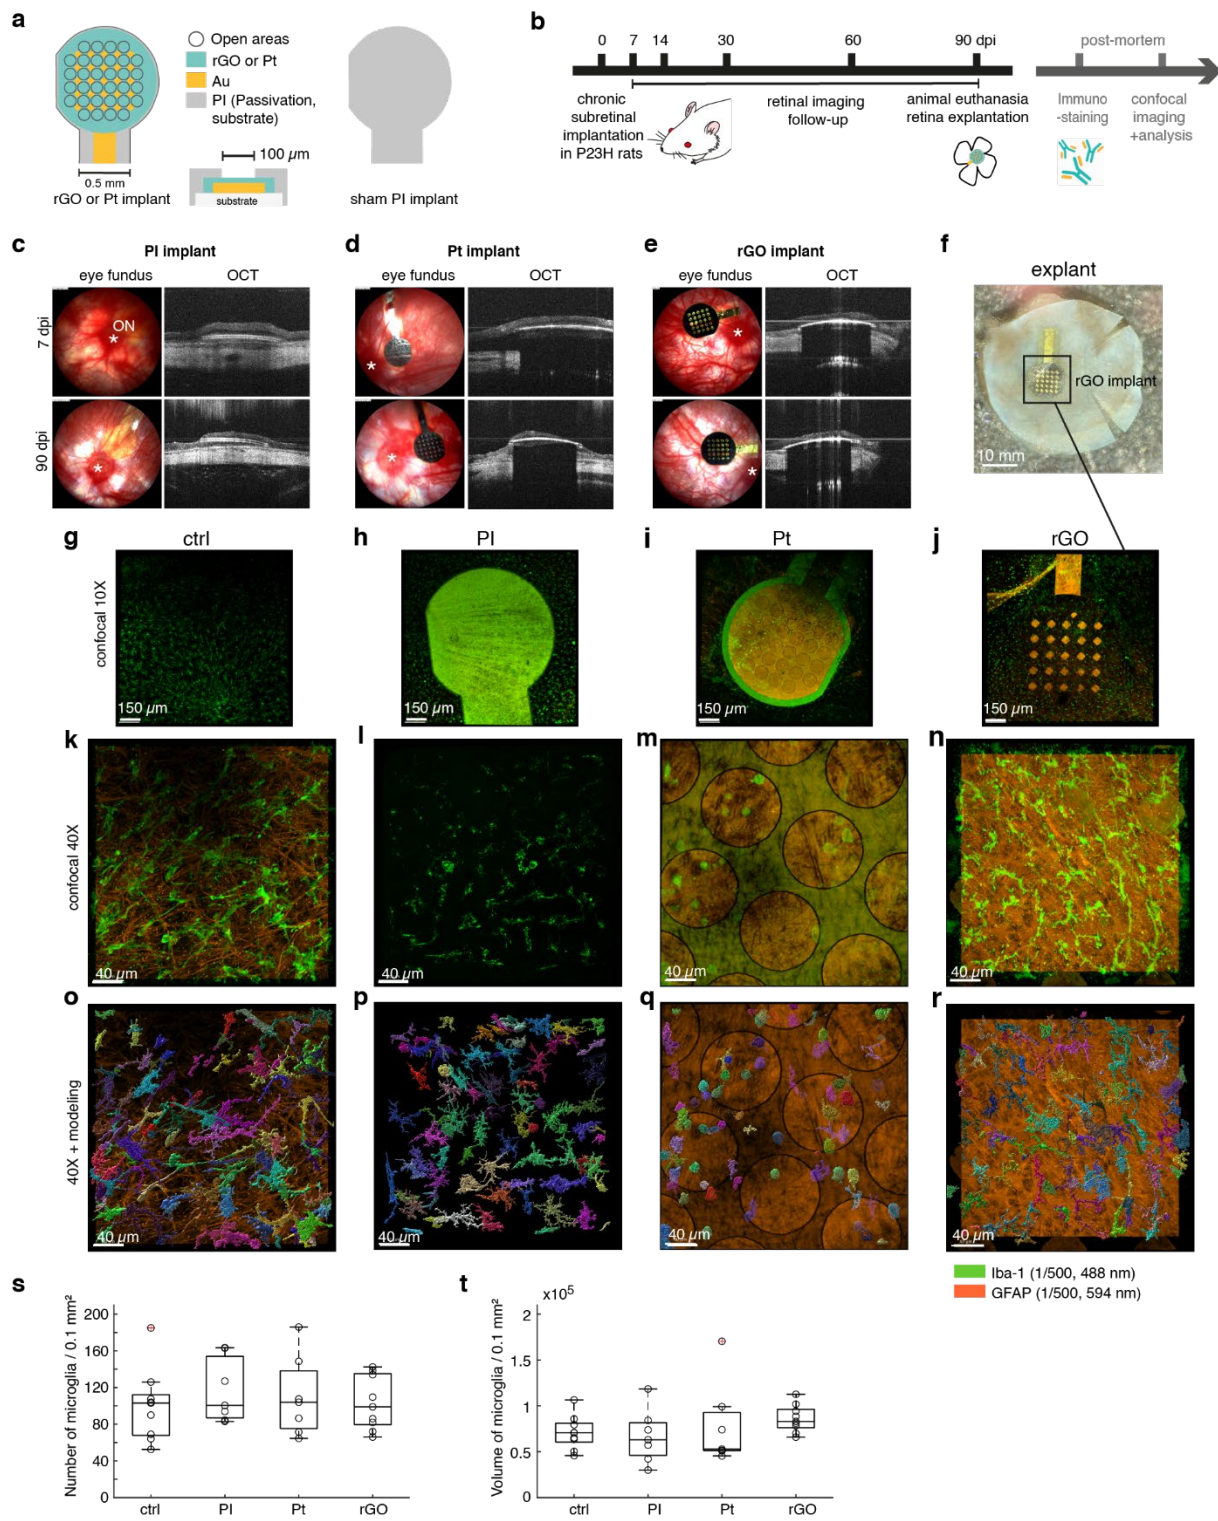 a
Open areas
rGO or Pt
Au
PI (Passivation,
substrate)
100 µm
0.5 mm
substrate
rGO or Pt implant
sham PI implant
b
0
7
14
30
60
90 dpi
post-mortem
chronic
subretinal
implantation
in P23H rats
retinal imaging
follow-up
animal euthanasia
retina explantation
Immuno
-staining
confocal
imaging
+analysis
c
PI implant
eye fundus
OCT
d
Pt implant
eye fundus
OCT
e
rGO implant
eye fundus
OCT
f
explant
7 dpi
ON
*
*
*
90 dpi
*
*
*
rGO implant
10 mm
g
ctrl
h
PI
i
Pt
j
rGO
confocal 10X
150 µm
150 µm
150 µm
150 µm
k
l
m
n
confocal 40X
40 µm
40 µm
40 µm
40 µm
o
p
q
r
40X + modeling
40 µm
40 µm
40 µm
40 µm
Iba-1 (1/500, 488 nm)
GFAP (1/500, 594 nm)
s
Number of microglia / 0.1 mm²
200
160
120
80
40
0
ctrl
PI
Pt
rGO
t
x10⁵
Volume of microglia / 0.1 mm²
2
1.5
1
0.5
0
ctrl
PI
Pt
rGO